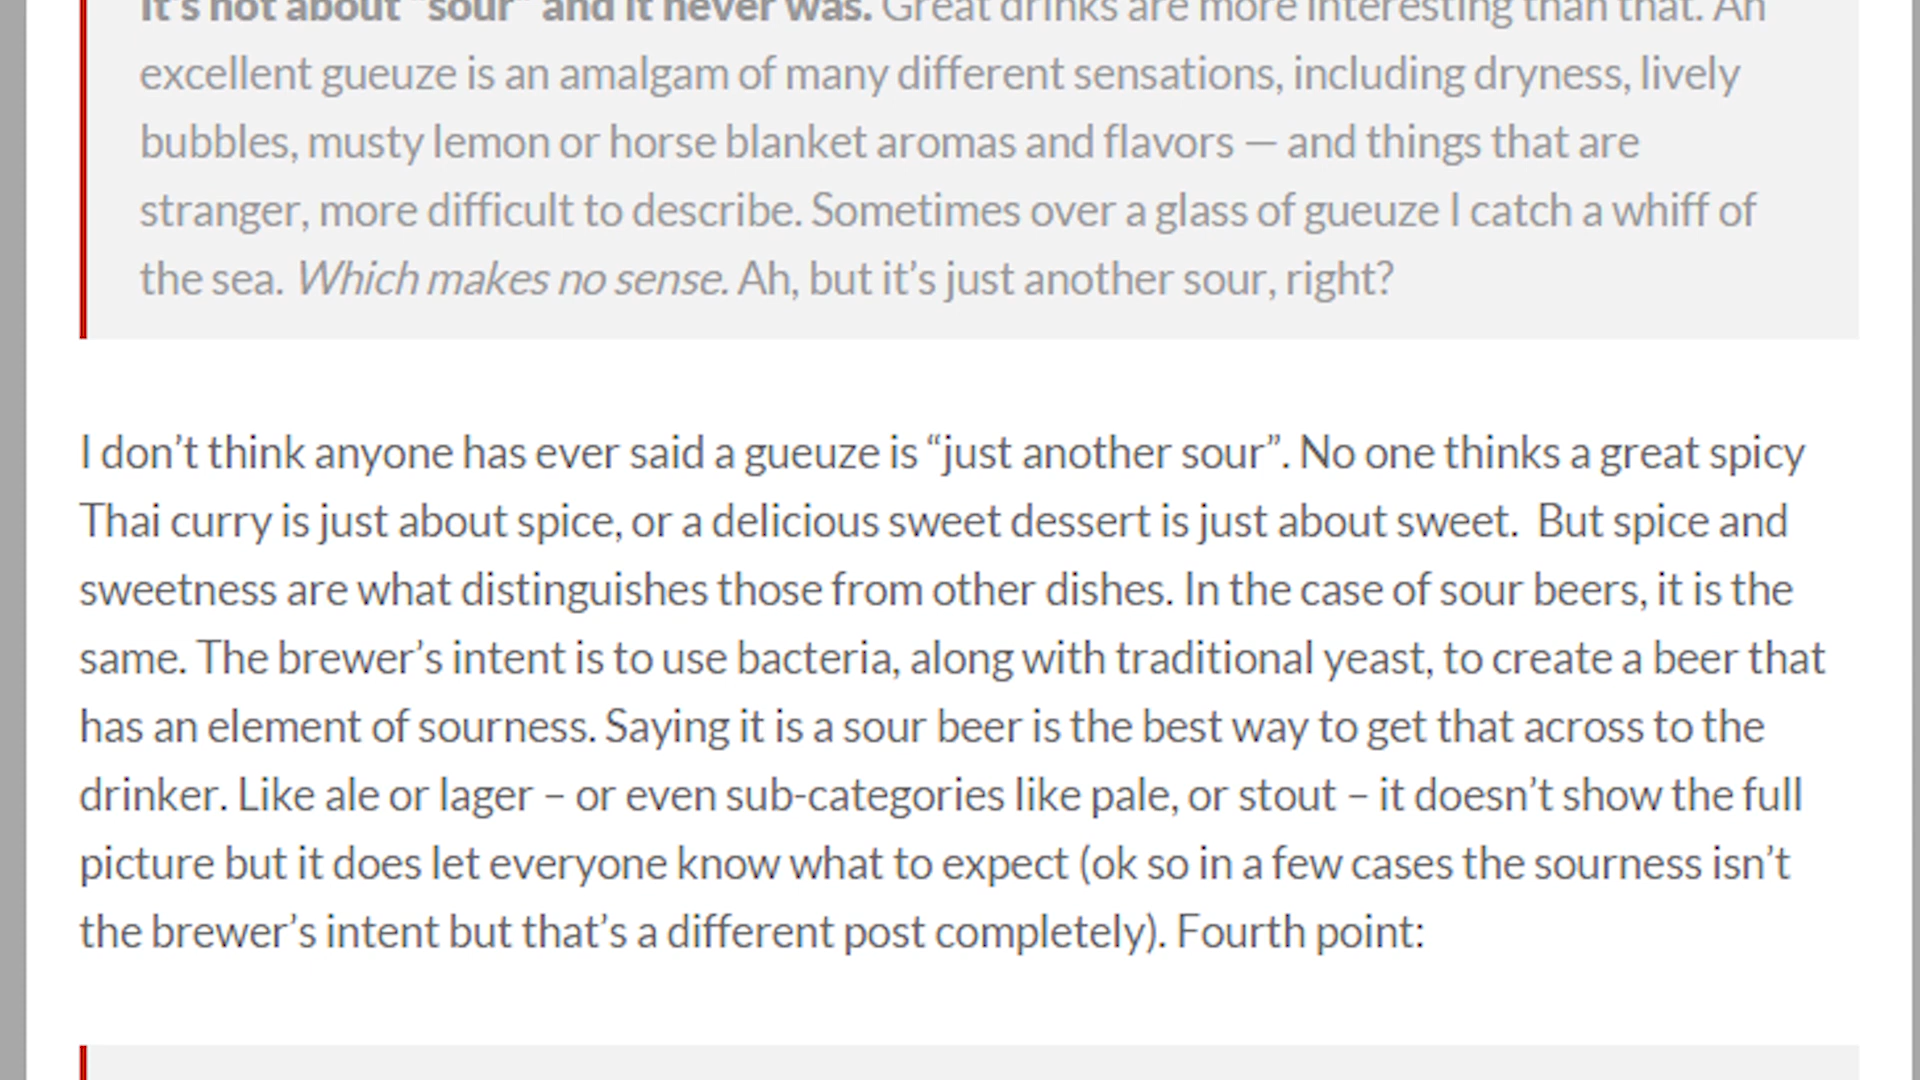 It’s not about “sour” and it never was. Great drinks are more interesting than that. An
excellent gueuze is an amalgam of many different sensations, including dryness, lively
bubbles, musty lemon or horse blanket aromas and flavors — and things that are
stranger, more difficult to describe. Sometimes over a glass of gueuze I catch a whiff of
the sea. Which makes no sense. Ah, but it’s just another sour, right?
I don’t think anyone has ever said a gueuze is “just another sour”. No one thinks a great spicy
Thai curry is just about spice, or a delicious sweet dessert is just about sweet.  But spice and
sweetness are what distinguishes those from other dishes. In the case of sour beers, it is the
same. The brewer’s intent is to use bacteria, along with traditional yeast, to create a beer that
has an element of sourness. Saying it is a sour beer is the best way to get that across to the
drinker. Like ale or lager – or even sub-categories like pale, or stout – it doesn’t show the full
picture but it does let everyone know what to expect (ok so in a few cases the sourness isn’t
the brewer’s intent but that’s a different post completely). Fourth point: